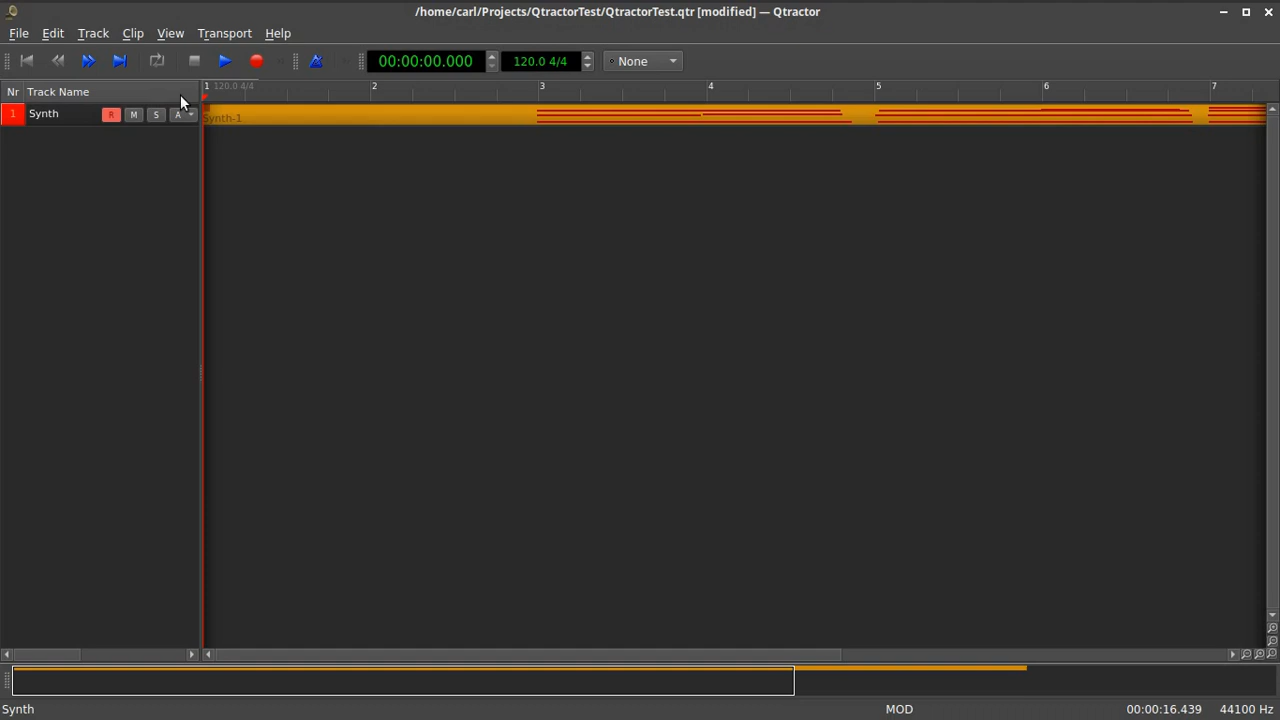 /home/carl/Projects/QtractorTest/QtractorTest.qtr [modified] — Qtractor
File Edit Track Clip View Transport Help
00:00:00.000 120.0 4/4 None
Nr Track Name 1 120.0 4/4 2 3 4 5 6 7
1 Synth R M S A Synth-1
Synth MOD 00:00:16.439 44100 Hz